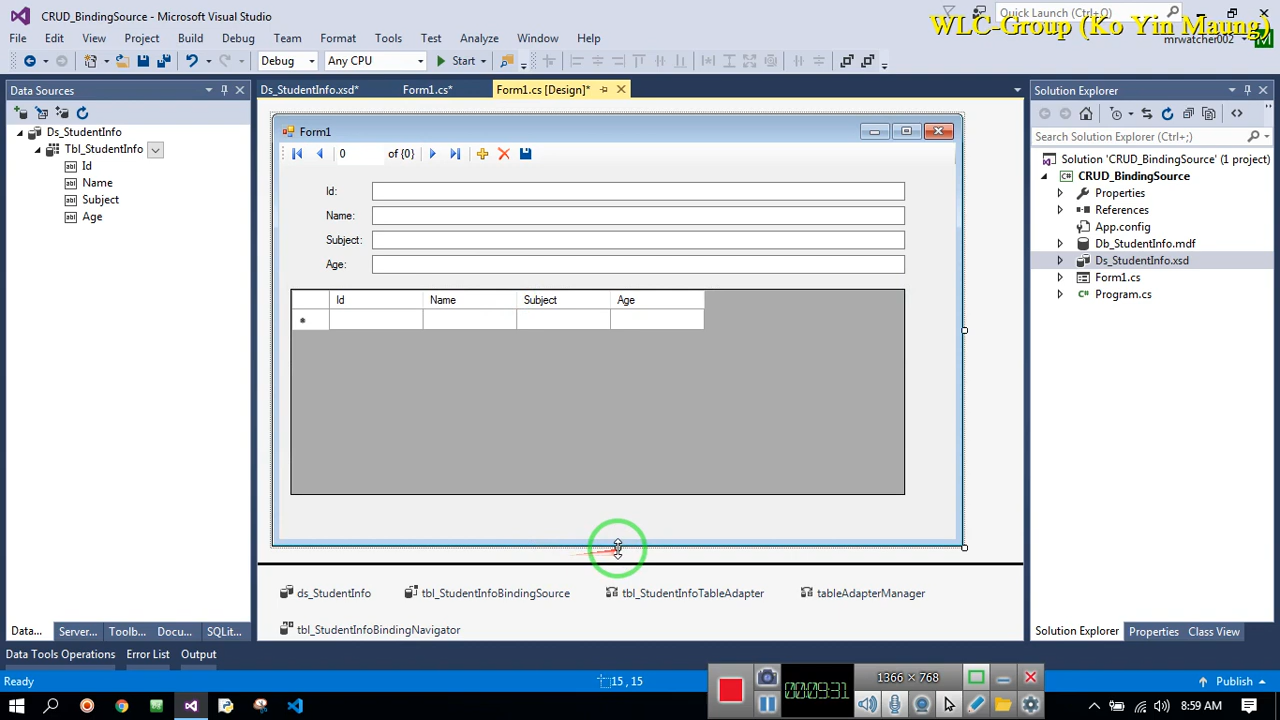 CRUD_BindingSource - Microsoft Visual Studio
Quick Launch (Ctrl+;)
WLC-Group (Ko Yin Maung)
File Edit View Project Build Debug Team Format Tools Test Analyze Window Help
mrwatcher002 M
Debug Any CPU Start
Data Sources
Ds_StudentInfo.xsd* Form1.cs* Form1.cs [Design]*
Solution Explorer
Ds_StudentInfo
Tbl_StudentInfo
Id
Name
Subject
Age
Form1
0 of {0}
Id:
Name:
Subject:
Age:
Id Name Subject Age
Search Solution Explorer (Ctrl+;)
Solution 'CRUD_BindingSource' (1 project)
CRUD_BindingSource
Properties
References
App.config
Db_StudentInfo.mdf
Ds_StudentInfo.xsd
Form1.cs
Program.cs
ds_StudentInfo tbl_StudentInfoBindingSource tbl_StudentInfoTableAdapter tableAdapterManager
tbl_StudentInfoBindingNavigator
Data... Server... Toolb... Docu... SQLit...
Solution Explorer Properties Class View
Data Tools Operations Error List Output
Ready 15 , 15 Publish
00:09:31 1366 × 768
8:59 AM